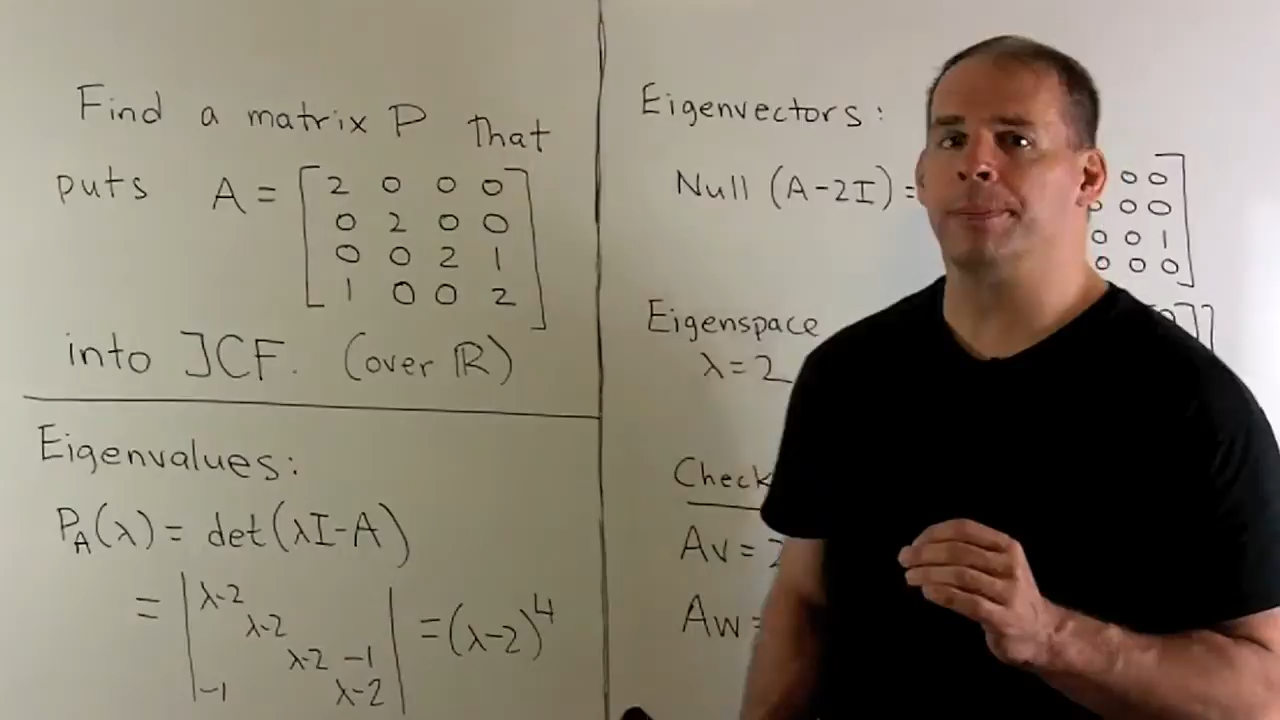 Find a matrix P that
puts A = [2 0 0 0
0 2 0 0
0 0 2 1
1 0 0 2]
into JCF. (over ℝ)
Eigenvalues:
P_A(λ) = det(λI-A)
= | λ-2
λ-2
λ-2 -1
-1 λ-2 | = (λ-2)^4
Eigenvectors:
Null (A-2I) =
0 0
0 0
0 0 1
0 0 0]
Eigenspace
λ=2
Check
Av =
Aw =